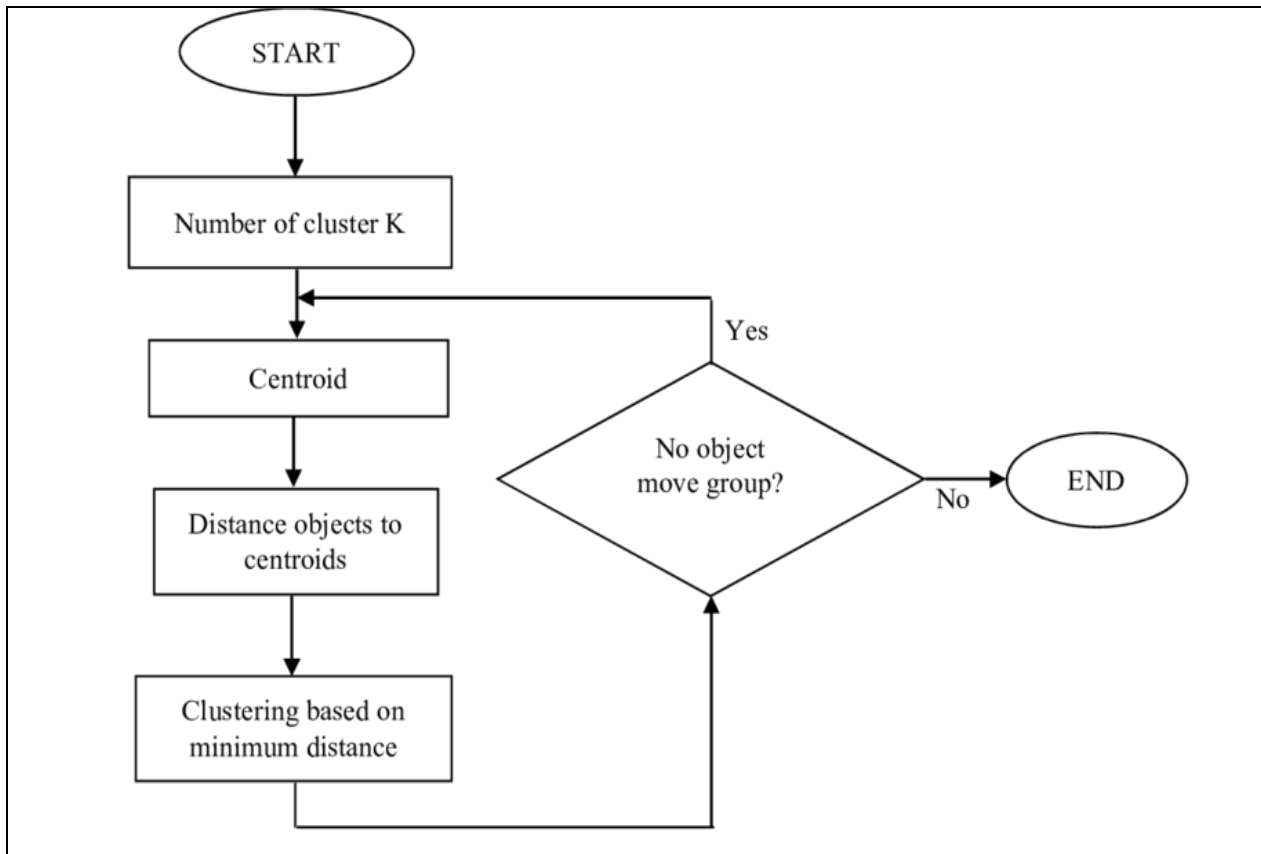 START
Number of cluster K
Centroid
Distance objects to
centroids
Clustering based on
minimum distance
Yes
No object
move group?
No
END